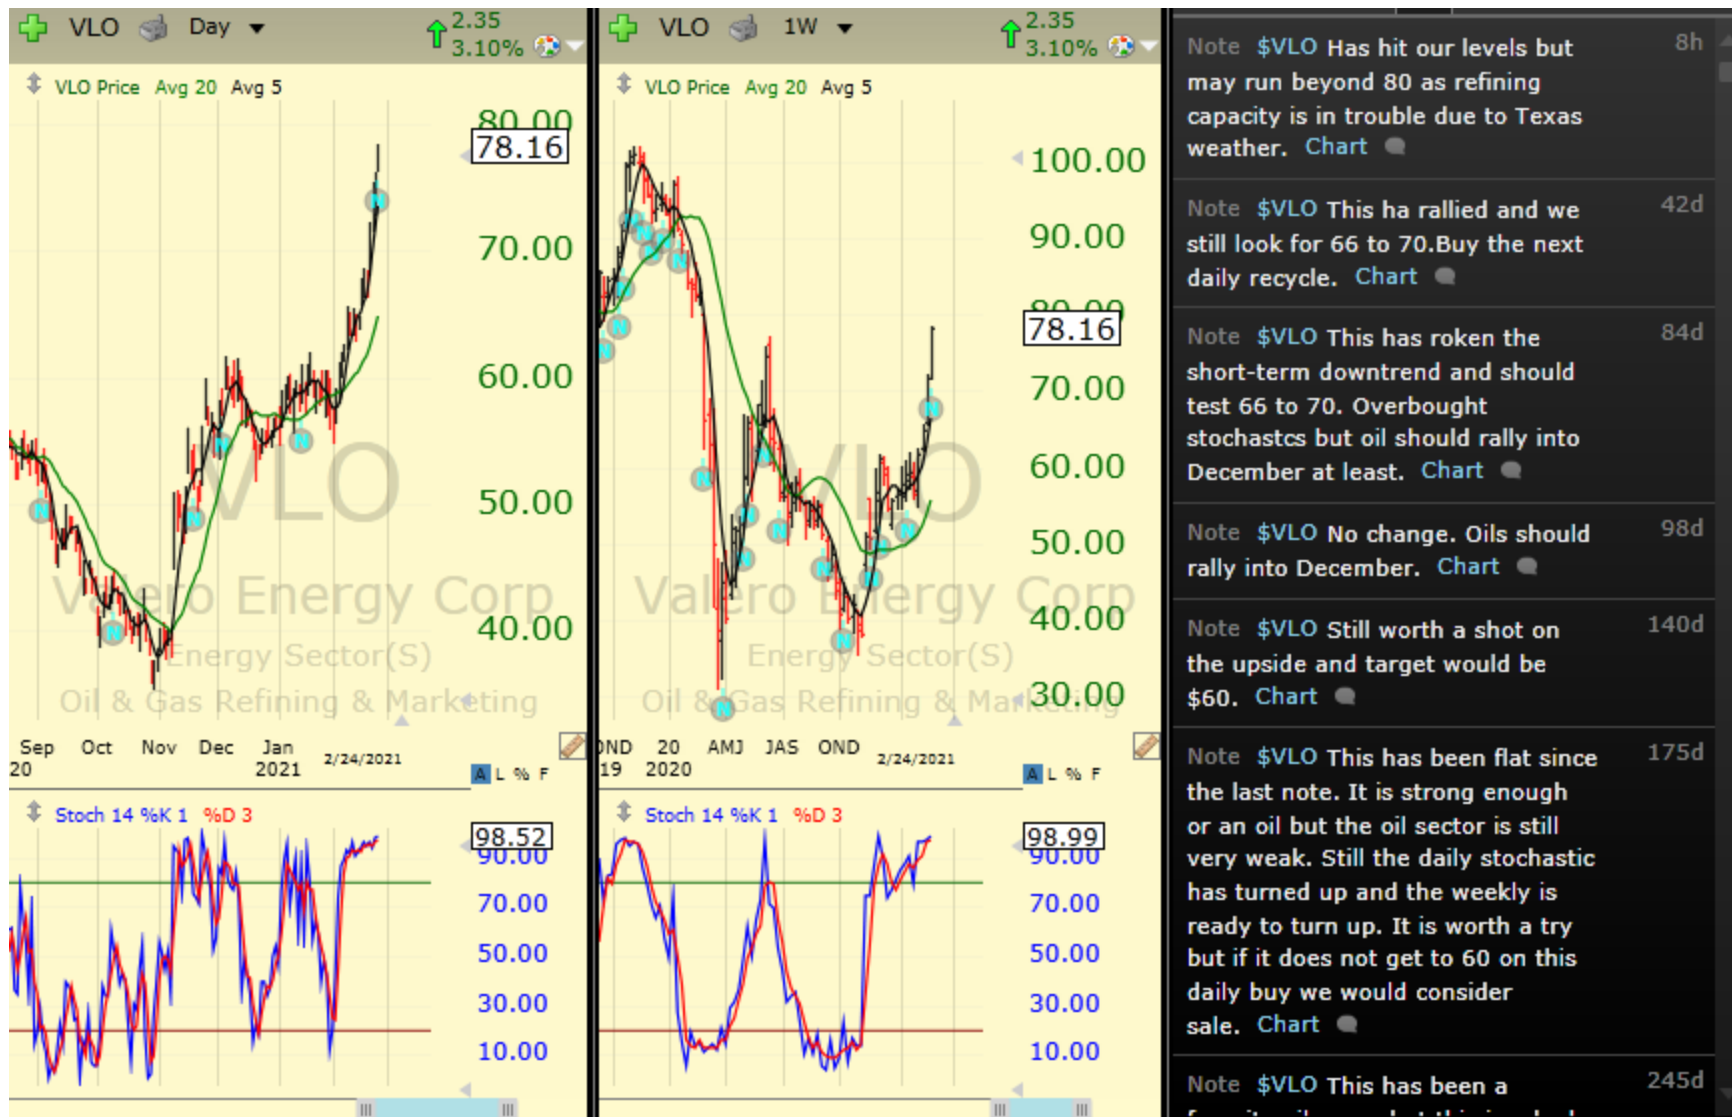 VLO Day 2.35
3.10%
VLO Price Avg 20 Avg 5
80.00
78.16
70.00
60.00
50.00
40.00
VLO
Valero Energy Corp
Energy Sector(S)
Oil & Gas Refining & Marketing
Sep Oct Nov Dec Jan 2/24/2021
20 2021
A L % F
Stoch 14 %K 1 %D 3
98.52
90.00
70.00
50.00
30.00
10.00
VLO 1W 2.35
3.10%
VLO Price Avg 20 Avg 5
100.00
90.00
80.00
78.16
70.00
60.00
50.00
40.00
30.00
VLO
Valero Energy Corp
Energy Sector(S)
Oil & Gas Refining & Marketing
OND 20 AMJ JAS OND 2/24/2021
19 2020
A L % F
Stoch 14 %K 1 %D 3
98.99
90.00
70.00
50.00
30.00
10.00
Note $VLO Has hit our levels but 8h
may run beyond 80 as refining
capacity is in trouble due to Texas
weather. Chart
Note $VLO This ha rallied and we 42d
still look for 66 to 70.Buy the next
daily recycle. Chart
Note $VLO This has roken the 84d
short-term downtrend and should
test 66 to 70. Overbought
stochastcs but oil should rally into
December at least. Chart
Note $VLO No change. Oils should 98d
rally into December. Chart
Note $VLO Still worth a shot on 140d
the upside and target would be
$60. Chart
Note $VLO This has been flat since 175d
the last note. It is strong enough
or an oil but the oil sector is still
very weak. Still the daily stochastic
has turned up and the weekly is
ready to turn up. It is worth a try
but if it does not get to 60 on this
daily buy we would consider
sale. Chart
Note $VLO This has been a 245d